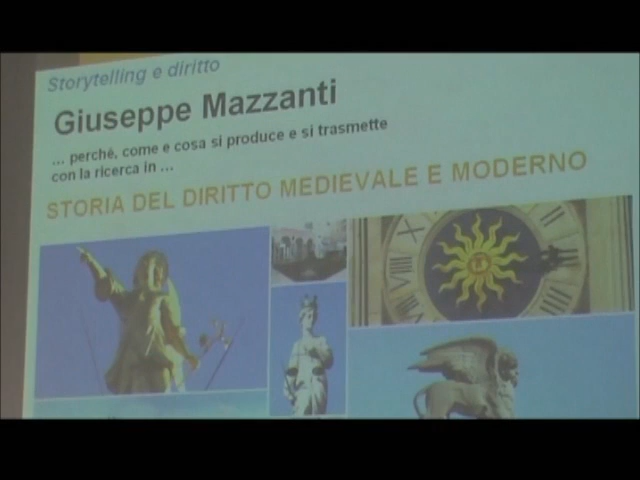 Storytelling e diritto
Giuseppe Mazzanti
... perché, come e cosa si produce e si trasmette
con la ricerca in ...
STORIA DEL DIRITTO MEDIEVALE E MODERNO